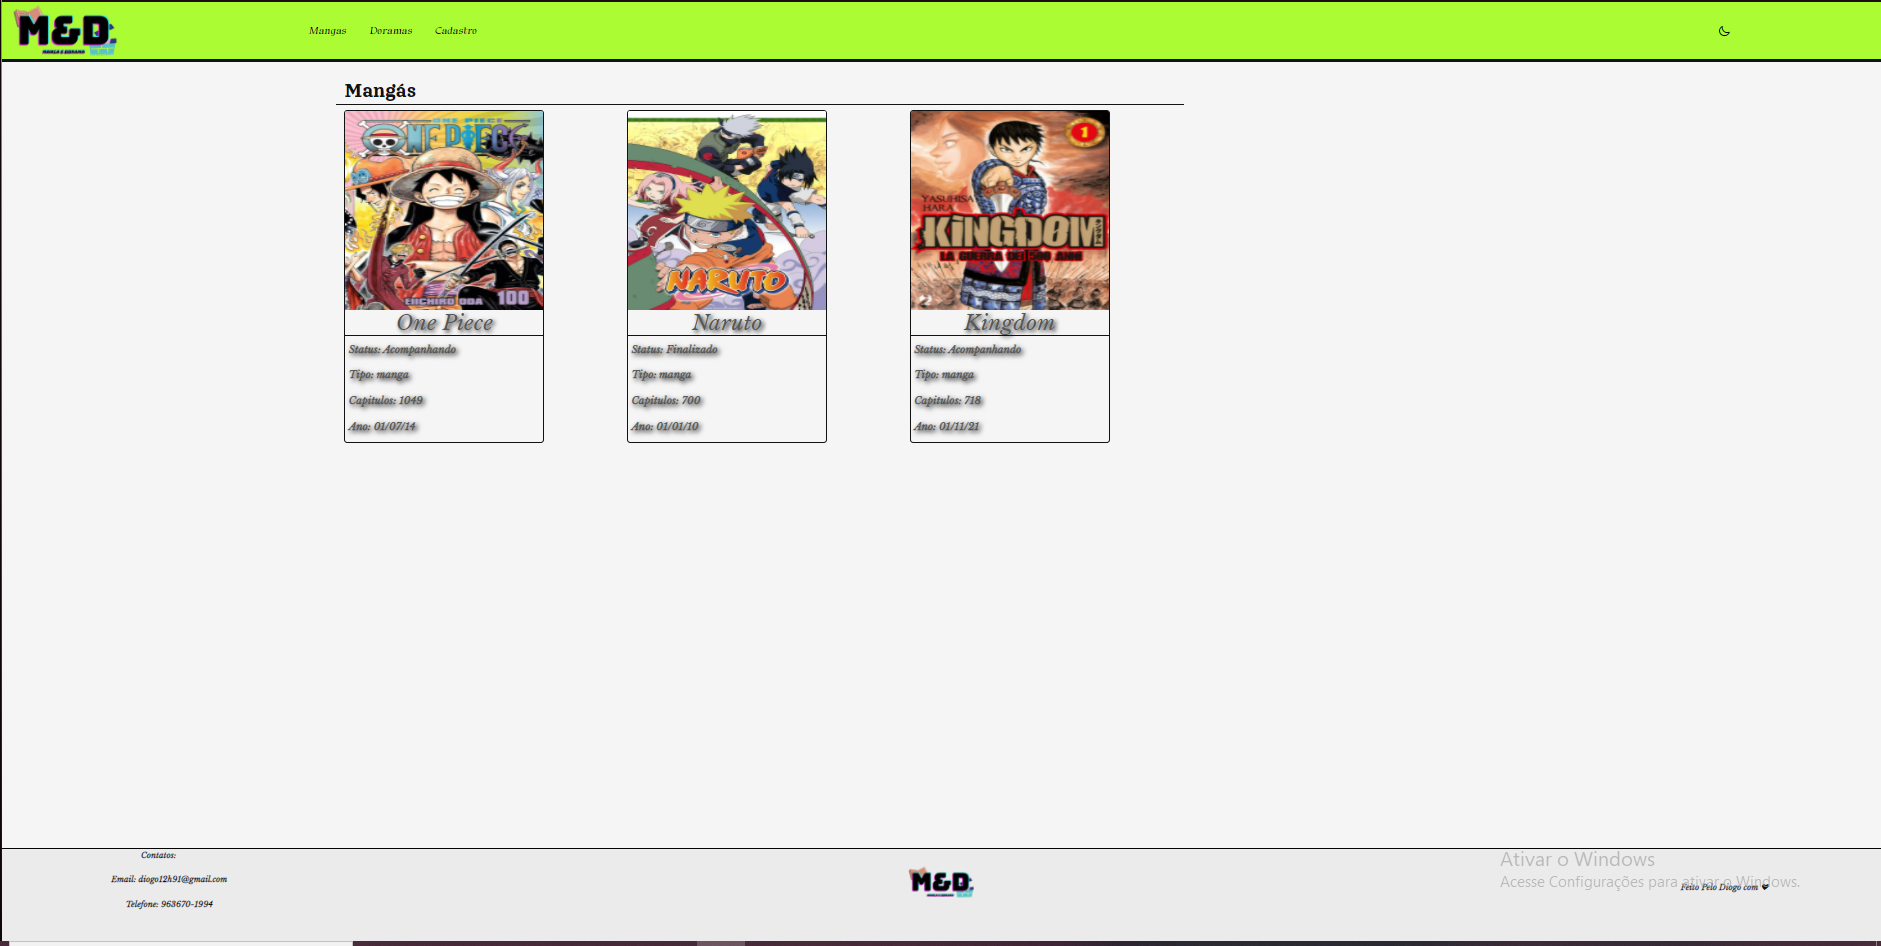 M&D.
MANGA E DORAMA
Mangas Doramas Cadastro
Mangás
ONE PIECE
ONE PIECE
EIICHIRO ODA 100
One Piece
Status: Acompanhando
Tipo: manga
Capitulos: 1049
Ano: 01/07/14
NARUTO
Naruto
Status: Finalizado
Tipo: manga
Capitulos: 700
Ano: 01/01/10
1
YASUHISA
HARA
KINGDOM
LA GUERRA DEI 500 ANNI
Kingdom
Status: Acompanhando
Tipo: manga
Capitulos: 718
Ano: 01/11/21
Contatos:
Email: diogo12h91@gmail.com
Telefone: 963670-1994
M&D.
Ativar o Windows
Acesse Configurações para ativar o Windows.
Feito Pelo Diogo com